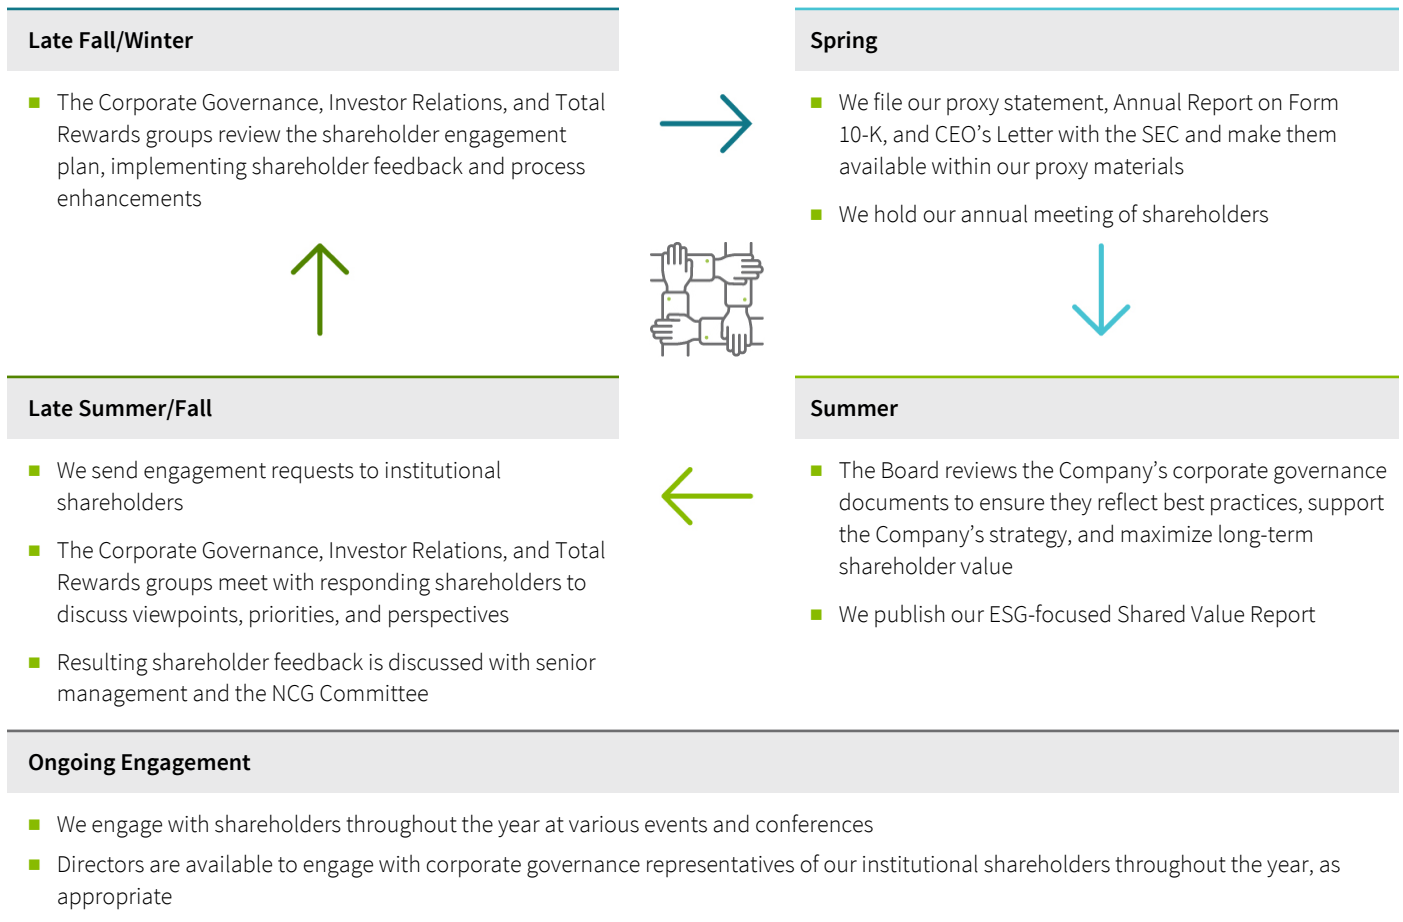 Late Fall/Winter
The Corporate Governance, Investor Relations, and Total
Rewards groups review the shareholder engagement
plan, implementing shareholder feedback and process
enhancements
Spring
We file our proxy statement, Annual Report on Form
10-K, and CEO’s Letter with the SEC and make them
available within our proxy materials
We hold our annual meeting of shareholders
Late Summer/Fall
We send engagement requests to institutional
shareholders
The Corporate Governance, Investor Relations, and Total
Rewards groups meet with responding shareholders to
discuss viewpoints, priorities, and perspectives
Resulting shareholder feedback is discussed with senior
management and the NCG Committee
Summer
The Board reviews the Company’s corporate governance
documents to ensure they reflect best practices, support
the Company’s strategy, and maximize long-term
shareholder value
We publish our ESG-focused Shared Value Report
Ongoing Engagement
We engage with shareholders throughout the year at various events and conferences
Directors are available to engage with corporate governance representatives of our institutional shareholders throughout the year, as
appropriate